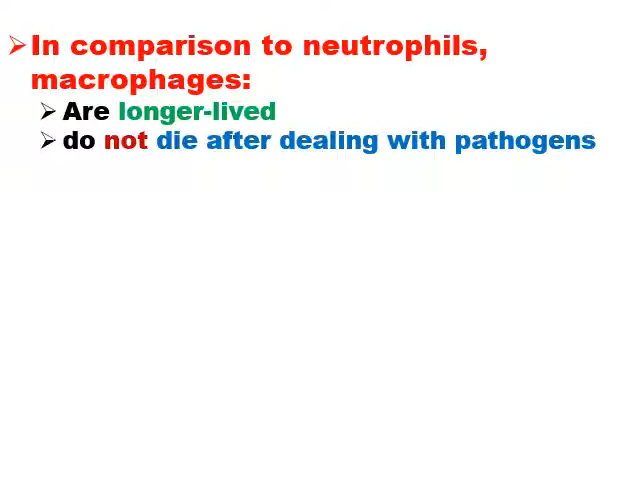 In comparison to neutrophils,
macrophages:
Are longer-lived
do not die after dealing with pathogens